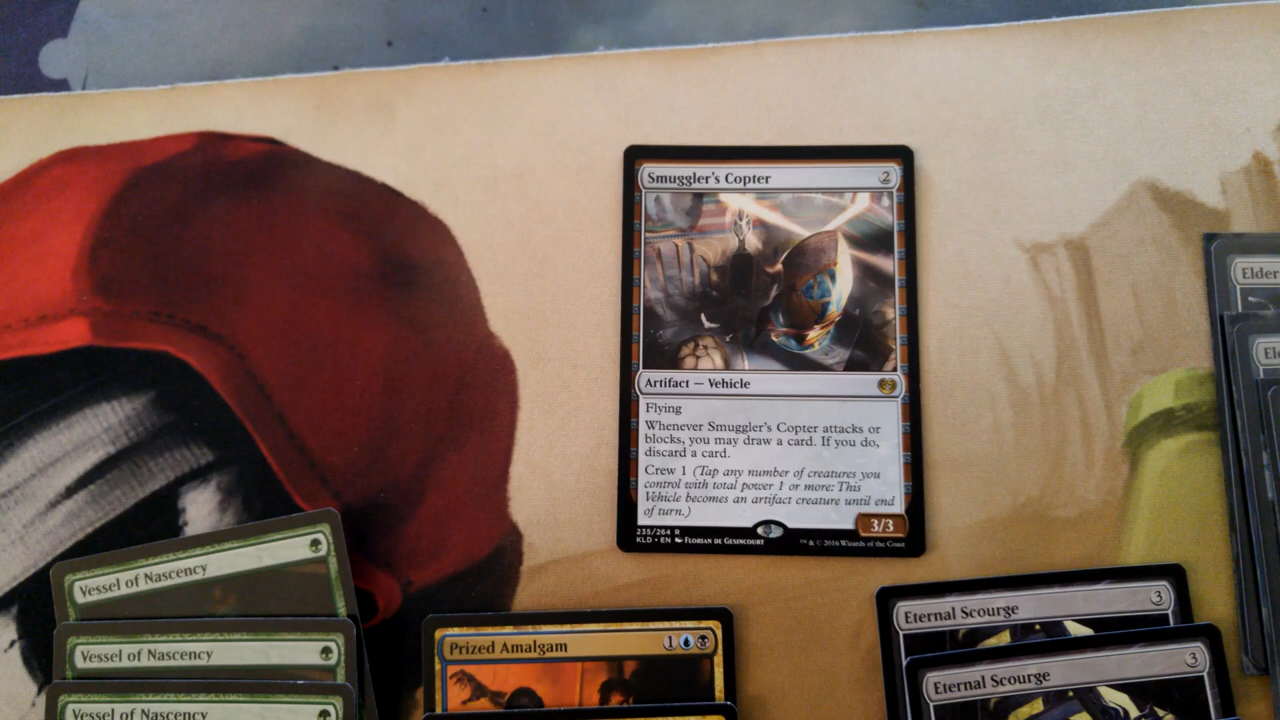 Smuggler's Copter 2
Artifact — Vehicle
Flying
Whenever Smuggler's Copter attacks or
blocks, you may draw a card. If you do,
discard a card.
Crew 1 (Tap any number of creatures you
control with total power 1 or more: This
Vehicle becomes an artifact creature until end
of turn.)
3/3
235/264 R
KLD • EN Florian de Gesincourt
™ & © 2016 Wizards of the Coast
Elder
El
Vessel of Nascency
Vessel of Nascency
Vessel of Nascency
Prized Amalgam 1
Eternal Scourge 3
Eternal Scourge 3